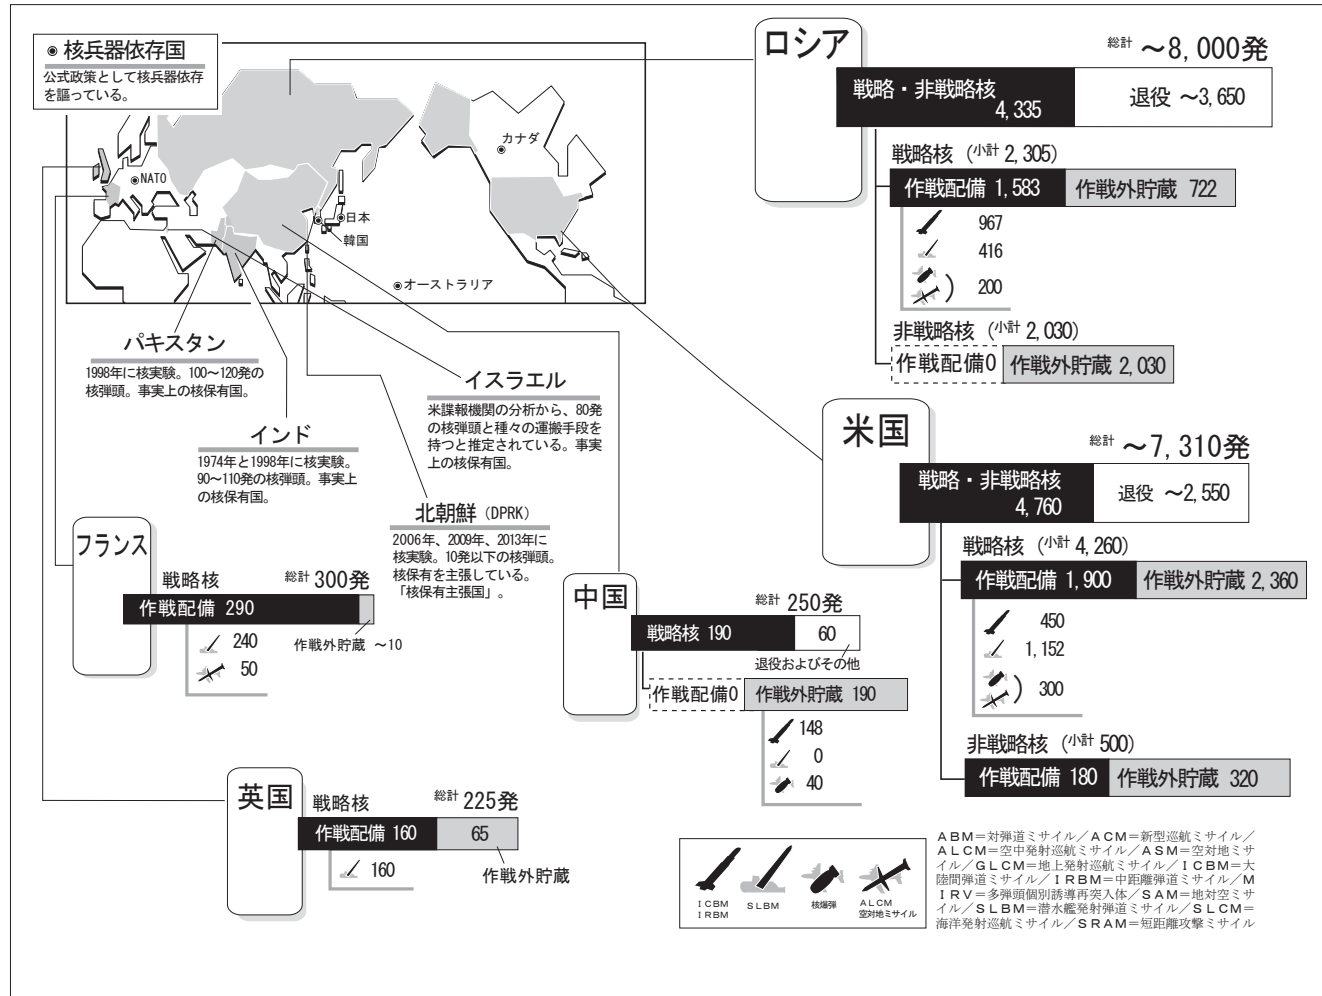 ◉ 核兵器依存国
公式政策として核兵器依存
を謳っている。
◉NATO
カナダ
◉
◉日本
◉
韓国
◉オーストラリア
パキスタン
1998年に核実験。100〜120発の
核弾頭。事実上の核保有国。
インド
1974年と1998年に核実験。
90〜110発の核弾頭。事実上
の核保有国。
イスラエル
米諜報機関の分析から、80発
の核弾頭と種々の運搬手段を
持つと推定されている。事実
上の核保有国。
北朝鮮 (DPRK)
2006年、2009年、2013年に
核実験。10発以下の核弾頭。
核保有を主張している。
「核保有主張国」。
ロシア
総計 〜8,000発
戦略・非戦略核
4,335
退役 〜3,650
戦略核 (小計 2,305)
作戦配備 1,583 作戦外貯蔵 722
967
416
) 200
非戦略核 (小計 2,030)
作戦配備0 作戦外貯蔵 2,030
米国
総計 〜7,310発
戦略・非戦略核
4,760
退役 〜2,550
戦略核 (小計 4,260)
作戦配備 1,900 作戦外貯蔵 2,360
450
1,152
) 300
非戦略核 (小計 500)
作戦配備 180 作戦外貯蔵 320
フランス
戦略核 総計 300発
作戦配備 290
作戦外貯蔵 〜10
240
50
中国
総計 250発
戦略核 190 60
退役およびその他
作戦配備0 作戦外貯蔵 190
148
0
40
英国
戦略核 総計 225発
作戦配備 160 65
作戦外貯蔵
160
ICBM
IRBM
SLBM
核爆弾
ALCM
空対地ミサイル
ABM=対弾道ミサイル/ACM=新型巡航ミサイル/
ALCM=空中発射巡航ミサイル/ASM=空対地ミサ
イル/GLCM=地上発射巡航ミサイル/ICBM=大
陸間弾道ミサイル/IRBM=中距離弾道ミサイル/M
IRV=多弾頭個別誘導再突入体/SAM=地対空ミサ
イル/SLBM=潜水艦発射弾道ミサイル/SLCM=
海洋発射巡航ミサイル/SRAM=短距離攻撃ミサイル